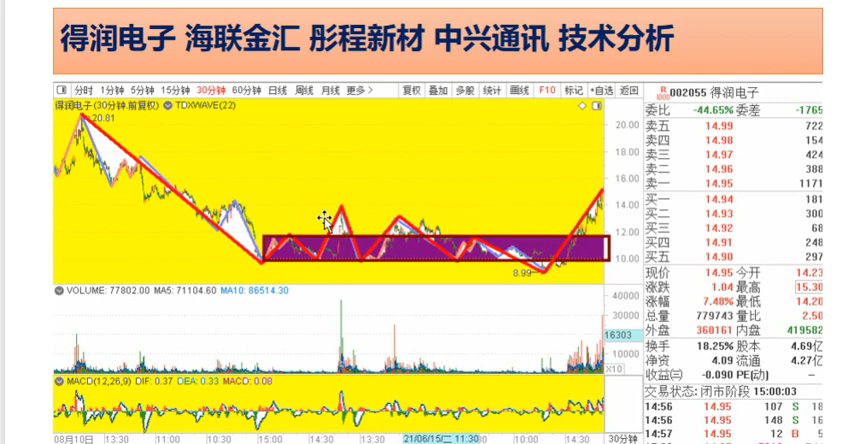 得润电子 海联金汇 彤程新材 中兴通讯 技术分析
分时 1分钟 5分钟 15分钟 30分钟 60分钟 日线 周线 月线 更多 > 复权 叠加 多股 统计 画线 F10 标记 +自选 返回
R 002055 得润电子
得润电子(30分钟.前复权) TDXWAVE(22)
20.81
20.00
18.00
16.00
14.00
12.00
10.00
8.99
委比 -44.65% 委差 -1765
卖五 14.99 722
卖四 14.98 154
卖三 14.97 424
卖二 14.96 388
卖一 14.95 1171
买一 14.94 181
买二 14.93 300
买三 14.92 68
买四 14.91 248
买五 14.90 297
现价 14.95 今开 14.23
涨跌 1.04 最高 15.30
涨幅 7.48% 最低 14.20
总量 779743 量比 2.50
外盘 360161 内盘 419582
换手 18.25% 股本 4.69亿
净资 4.09 流通 4.27亿
收益㈢ -0.090 PE(动) —
交易状态: 闭市阶段 15:00:03
14:56 14.95 107 S 18
14:56 14.95 148 S 16
14:57 14.95 12 B 5
VOLUME: 77802.00 MA5: 71104.60 MA10: 86514.30
40000
30000
16303
10000
X10
MACD(12,26,9) DIF: 0.37 DEA: 0.33 MACD: 0.08
08月10日 13:30 11:00 10:30 15:00 14:30 13:30 21/06/15/二 11:30 10:00 14:30 30分钟